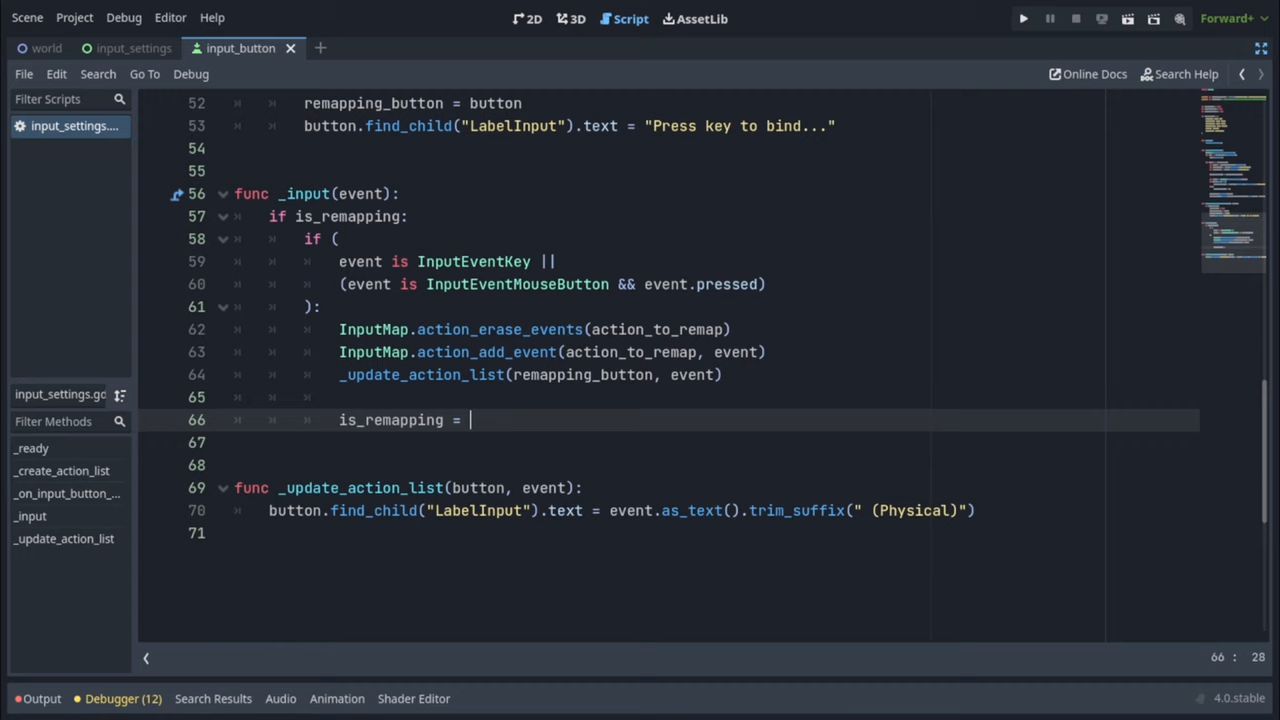 Scene Project Debug Editor Help 2D 3D Script AssetLib Forward+
world input_settings input_button
File Edit Search Go To Debug Online Docs Search Help
Filter Scripts
input_settings....
input_settings.gd
Filter Methods
_ready
_create_action_list
_on_input_button_...
_input
_update_action_list
52 remapping_button = button
53 button.find_child("LabelInput").text = "Press key to bind..."
54
55
56 func _input(event):
57 if is_remapping:
58 if (
59 event is InputEventKey ||
60 (event is InputEventMouseButton && event.pressed)
61 ):
62 InputMap.action_erase_events(action_to_remap)
63 InputMap.action_add_event(action_to_remap, event)
64 _update_action_list(remapping_button, event)
65
66 is_remapping =
67
68
69 func _update_action_list(button, event):
70 button.find_child("LabelInput").text = event.as_text().trim_suffix(" (Physical)")
71
66 : 28
Output Debugger (12) Search Results Audio Animation Shader Editor 4.0.stable